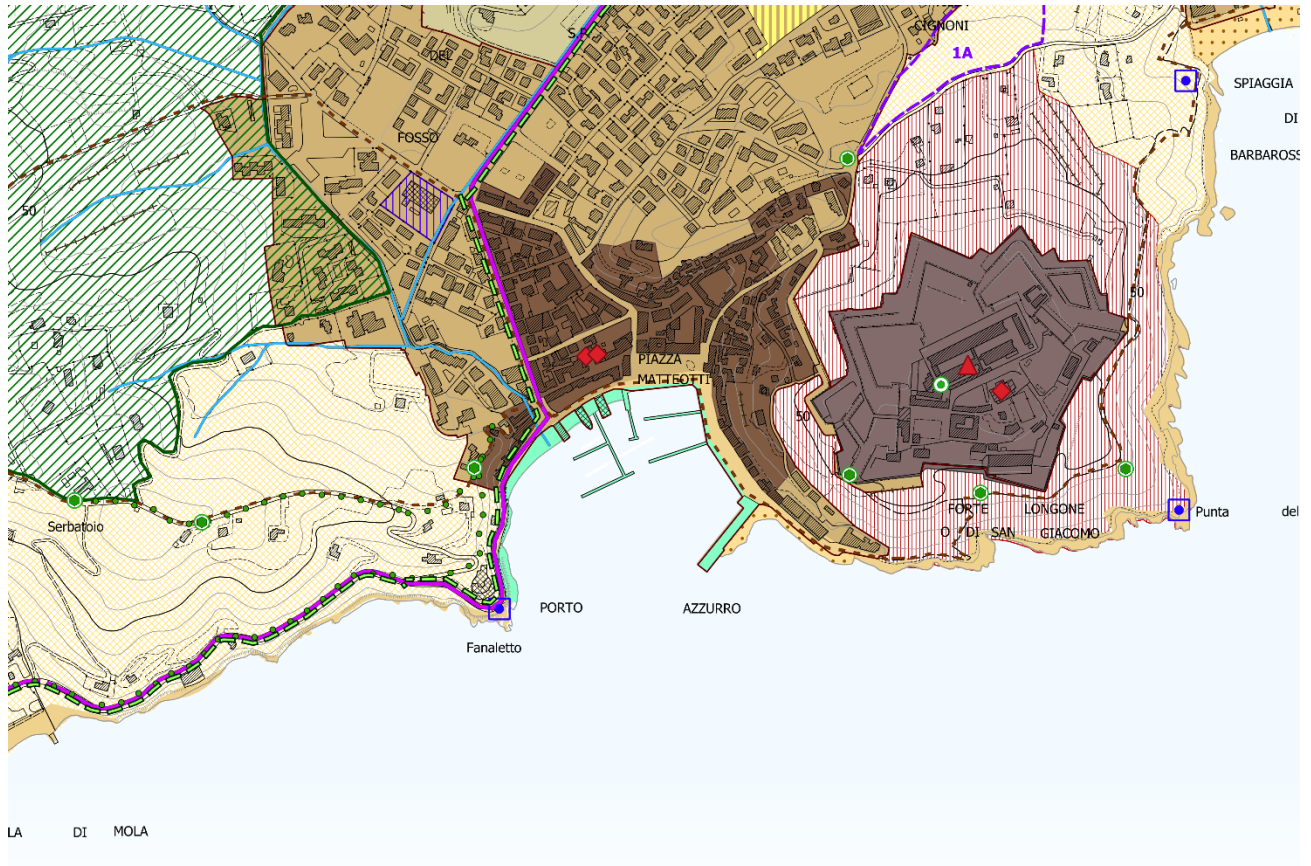 CIGNONI
S.P.
1A
DEL
SPIAGGIA
DI
FOSSO
BARBAROSS
50
50
PIAZZA
MATTEOTTI
50
FORTE LONGONE
O DI SAN GIACOMO
Punta del
Serbatoio
PORTO AZZURRO
Fanaletto
LA DI MOLA